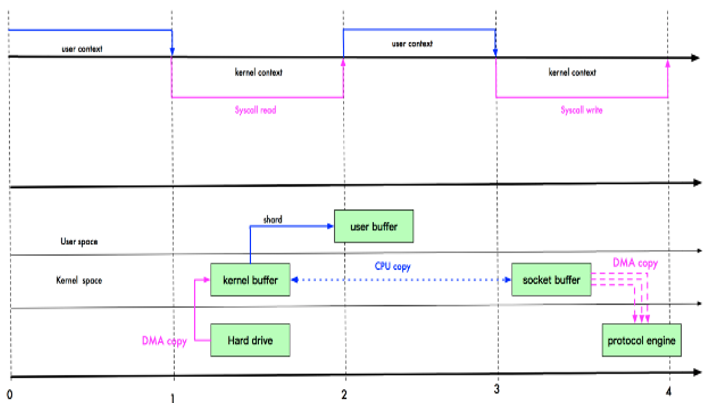 user context
user context
kernel context
kernel context
Syscall read
Syscall write
shard
user buffer
User space
DMA copy
CPU copy
Kernel space
kernel buffer
socket buffer
DMA copy
Hard drive
protocol engine
0
1
2
3
4